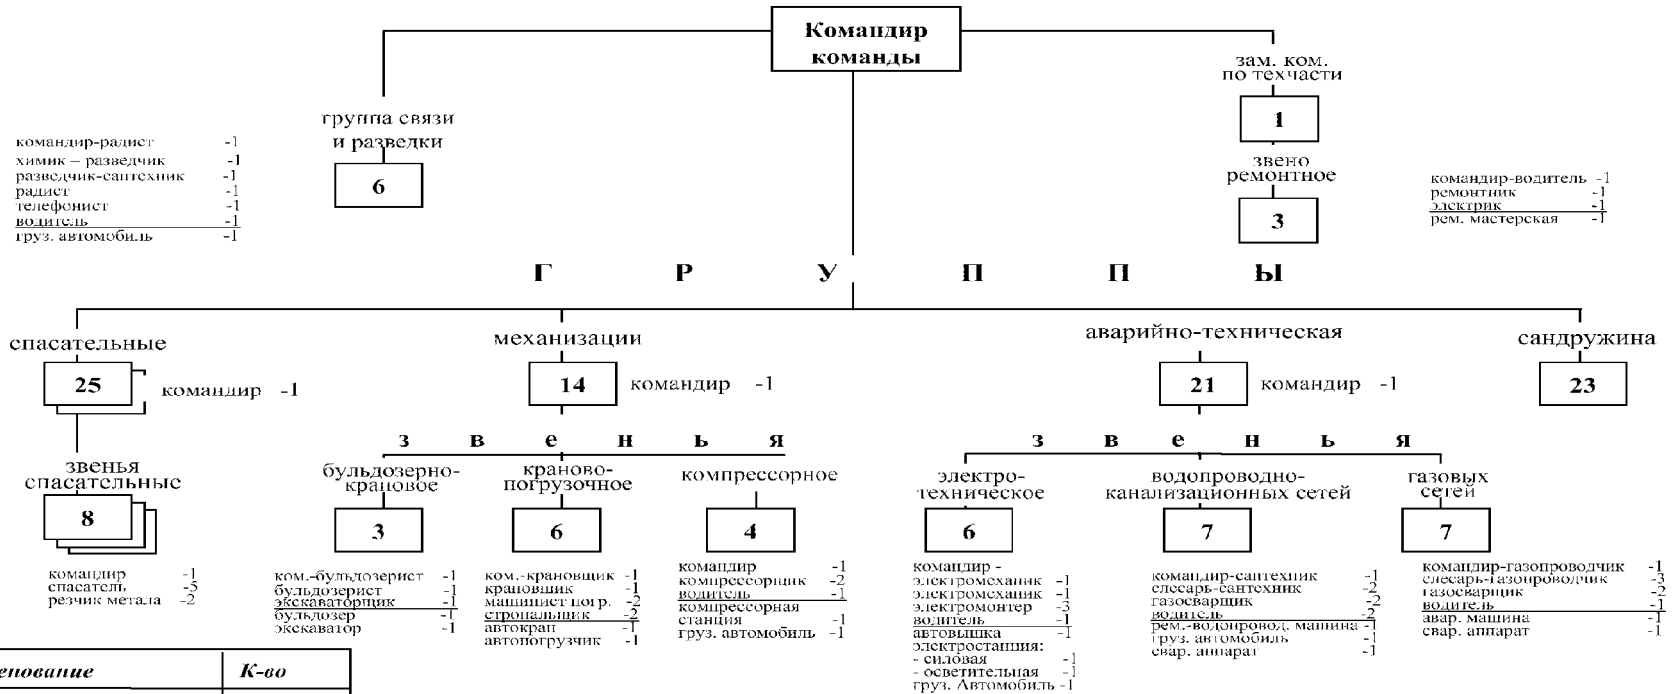 Командир
команды
зам. ком.
по техчасти
1
звено
ремонтное
3
командир-водитель -1
ремонтник -1
электрик -1
рем. мастерская -1
группа связи
и разведки
6
командир-радист -1
химик – разведчик -1
разведчик-сантехник -1
радист -1
телефонист -1
водитель -1
груз. автомобиль -1
Г Р У П П Ы
спасательные
25
командир -1
звенья
спасательные
8
командир -1
спасатель -5
резчик метала -2
механизации
14
командир -1
з в е н ь я
бульдозерно-
крановое
3
ком.-бульдозерист -1
бульдозерист -1
экскаваторщик -1
бульдозер -1
экскаватор -1
краново-
погрузочное
6
ком.-крановщик -1
крановщик -1
машинист погр. -2
стропальщик -2
автокран -1
автопогрузчик -1
компрессорное
4
командир -1
компрессорщик -2
водитель -1
компрессорная
станция -1
груз. автомобиль -1
аварийно-техническая
21
командир -1
з в е н ь я
электро-
техническое
6
командир -
электромеханик -1
электромеханик -1
электромонтер -3
водитель -1
автовышка -1
электростанция:
- силовая -1
- осветительная -1
груз. Автомобиль -1
водопроводно-
канализационных сетей
7
командир-сантехник -1
слесарь-сантехник -2
газосварщик -2
водитель -2
рем.-водопровод. машина -1
груз. автомобиль -1
свар. аппарат -1
газовых
сетей
7
командир-газопроводчик -1
слесарь-газопроводчик -3
газосварщик -2
водитель -1
авар. машина -1
свар. аппарат -1
сандружина
23
енование К-во